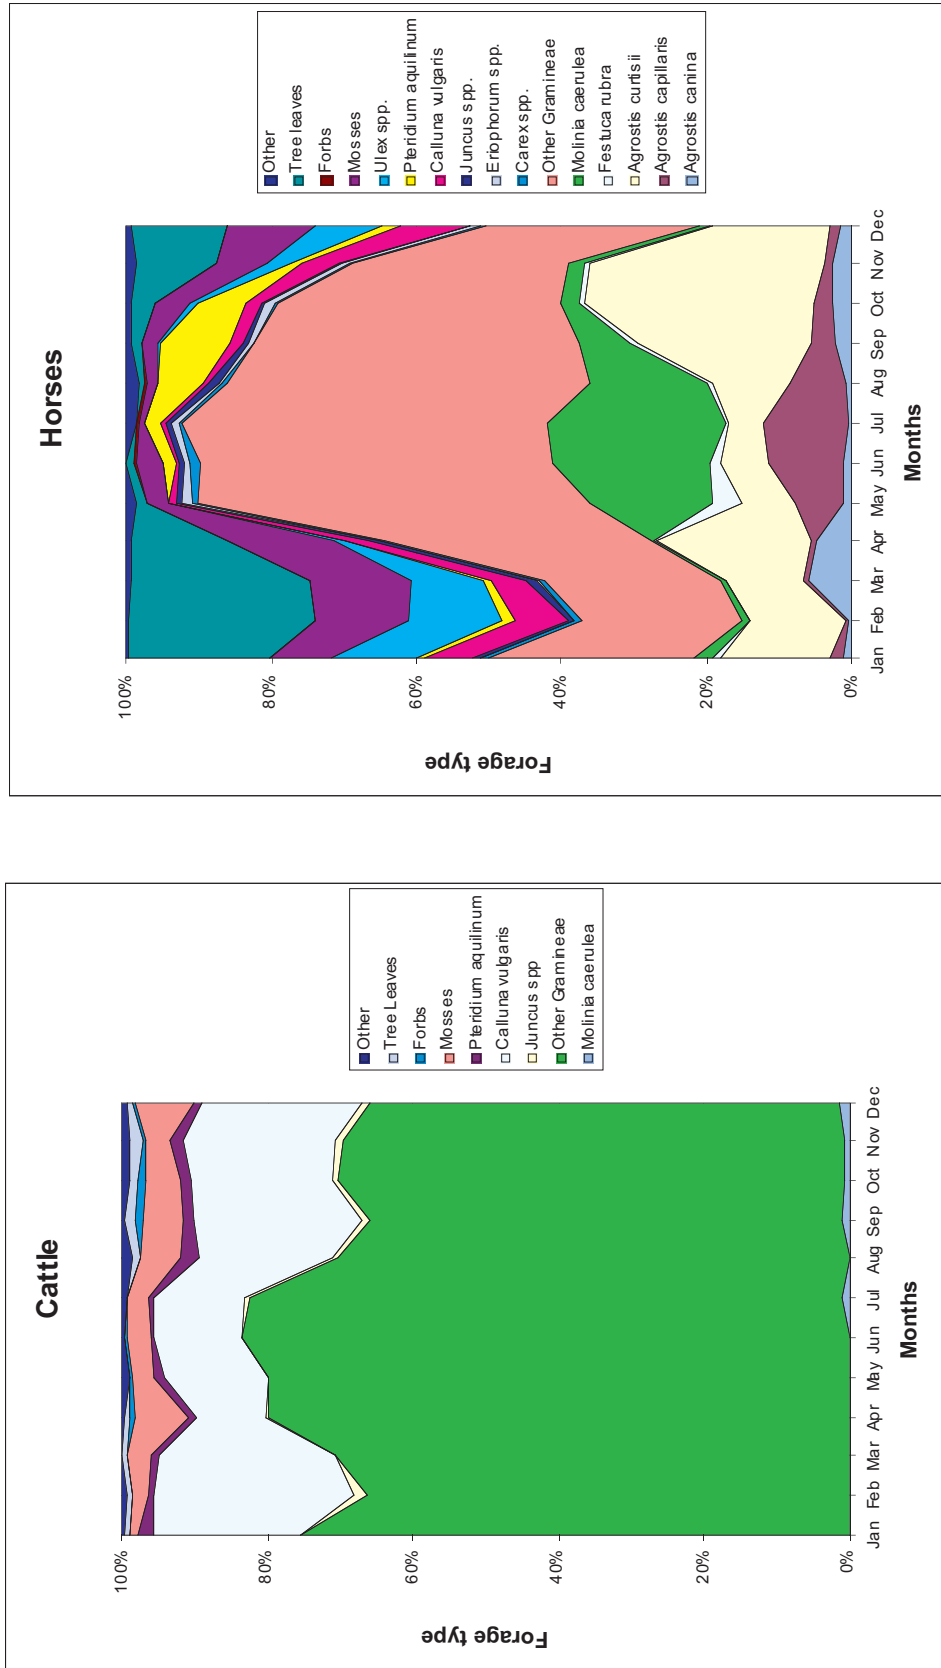 Horses
Forage type
100%
80%
60%
40%
20%
0%
Jan Feb Mar Apr May Jun Jul Aug Sep Oct Nov Dec
Months
Other
Tree leaves
Forbs
Mosses
Ulex spp.
Pteridium aquilinum
Calluna vulgaris
Juncus spp.
Eriophorum spp.
Carex spp.
Other Gramineae
Molinia caerulea
Festuca rubra
Agrostis curtisii
Agrostis capillaris
Agrostis canina
Cattle
Forage type
100%
80%
60%
40%
20%
0%
Jan Feb Mar Apr May Jun Jul Aug Sep Oct Nov Dec
Months
Other
Tree Leaves
Forbs
Mosses
Pteridium aquilinum
Calluna vulgaris
Juncus spp
Other Gramineae
Molinia caerulea